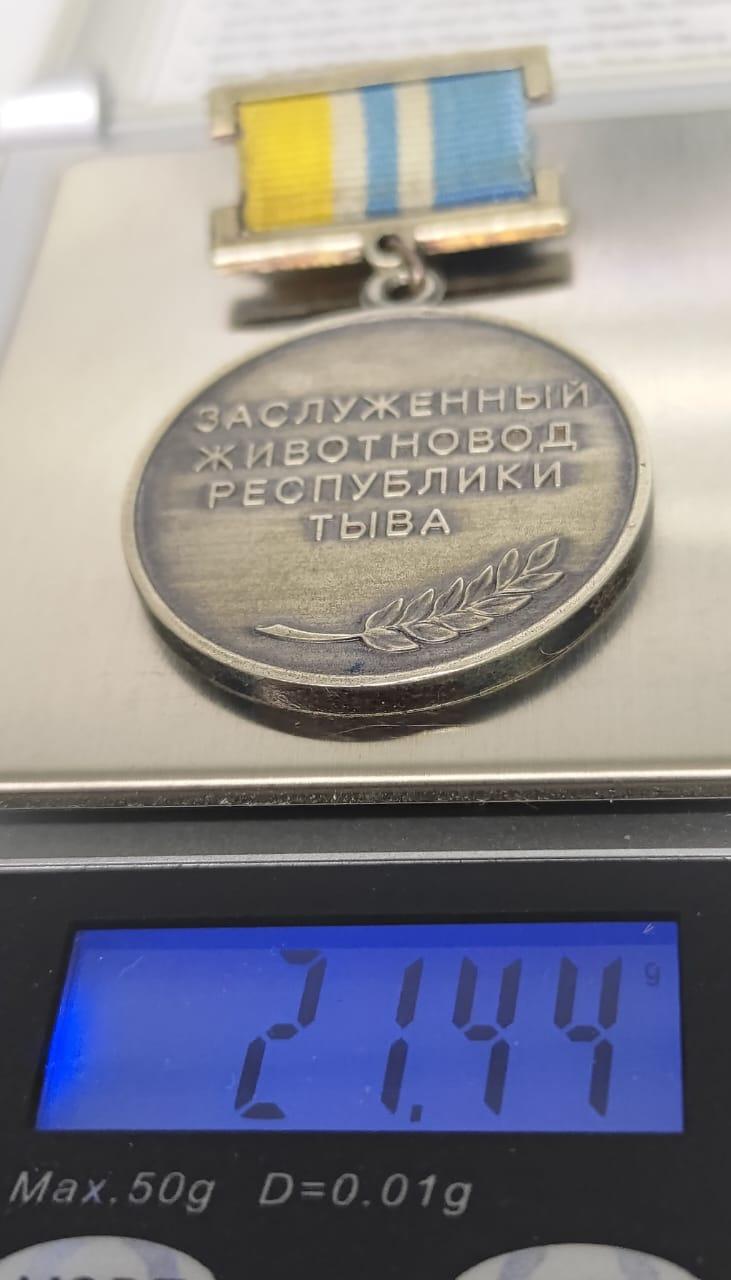 ЗАСЛУЖЕННЫЙ
ЖИВОТНОВОД
РЕСПУБЛИКИ
ТЫВА
21.44 g
Max.50g D=0.01g